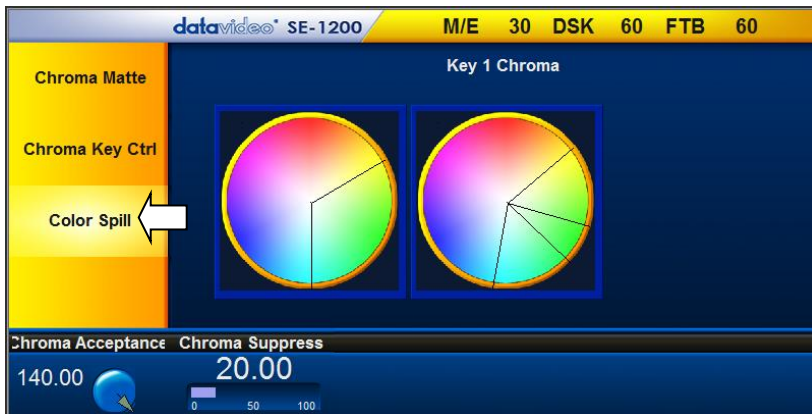 datavideo® SE-1200 M/E 30 DSK 60 FTB 60
Key 1 Chroma
Chroma Matte
Chroma Key Ctrl
Color Spill
Chroma Acceptance Chroma Suppress
140.00 20.00
0 50 100